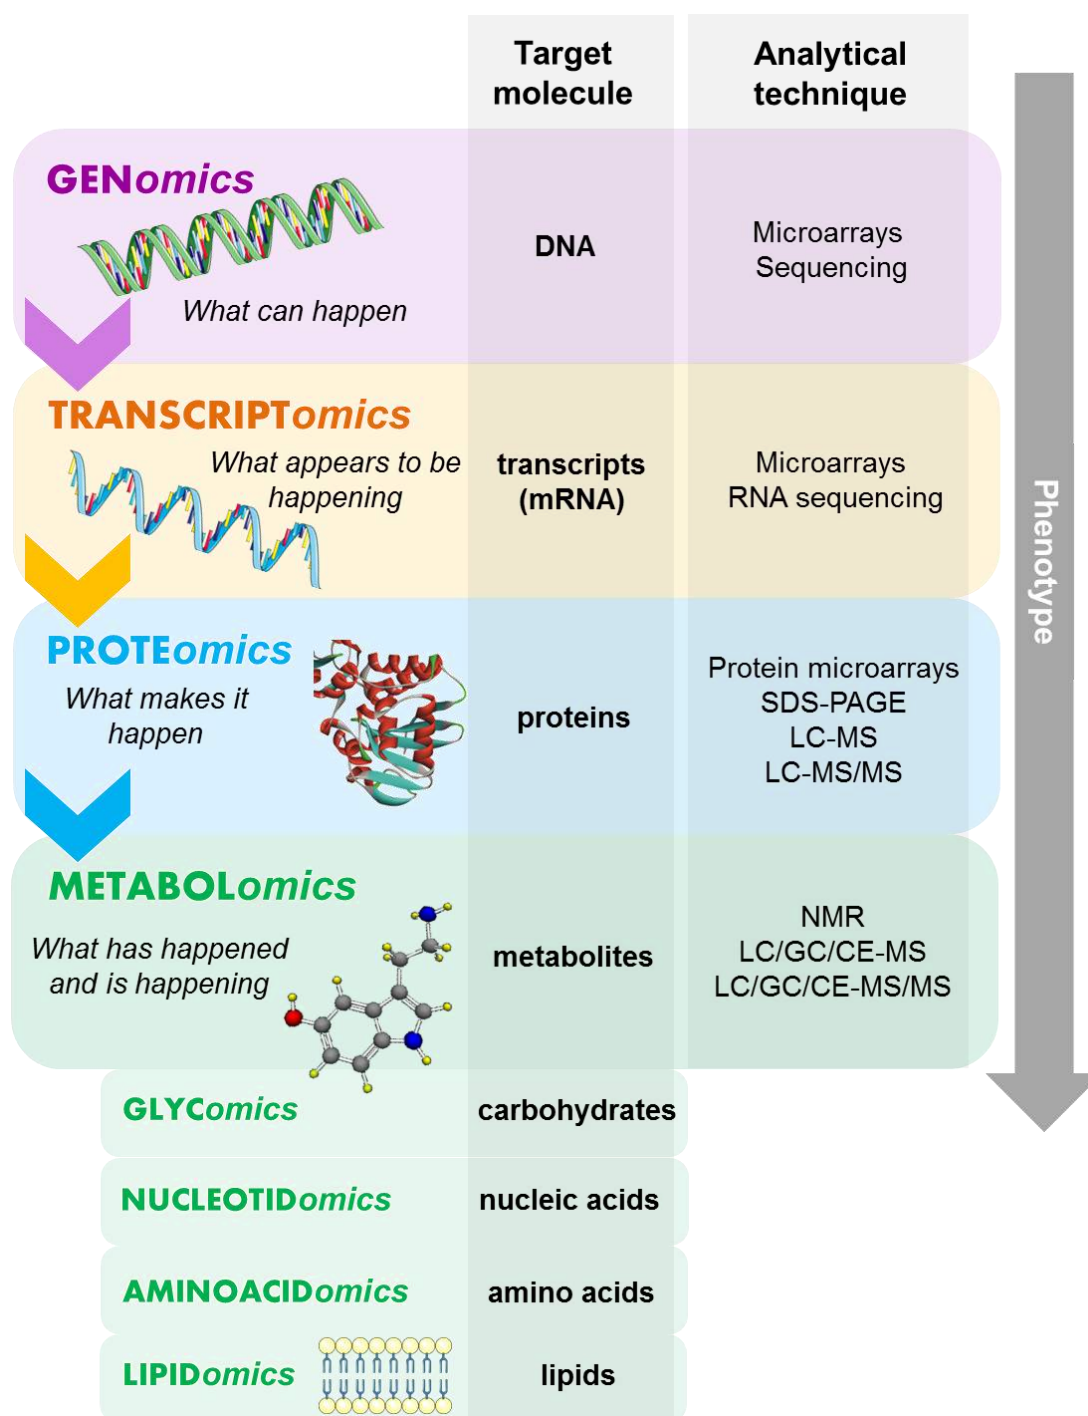 Target
molecule
Analytical
technique
GENomics
What can happen
DNA
Microarrays
Sequencing
TRANSCRIPTomics
What appears to be
happening
transcripts
(mRNA)
Microarrays
RNA sequencing
PROTEomics
What makes it
happen
proteins
Protein microarrays
SDS-PAGE
LC-MS
LC-MS/MS
METABOLomics
What has happened
and is happening
metabolites
NMR
LC/GC/CE-MS
LC/GC/CE-MS/MS
Phenotype
GLYComics
carbohydrates
NUCLEOTIDomics
nucleic acids
AMINOACIDomics
amino acids
LIPIDomics
lipids